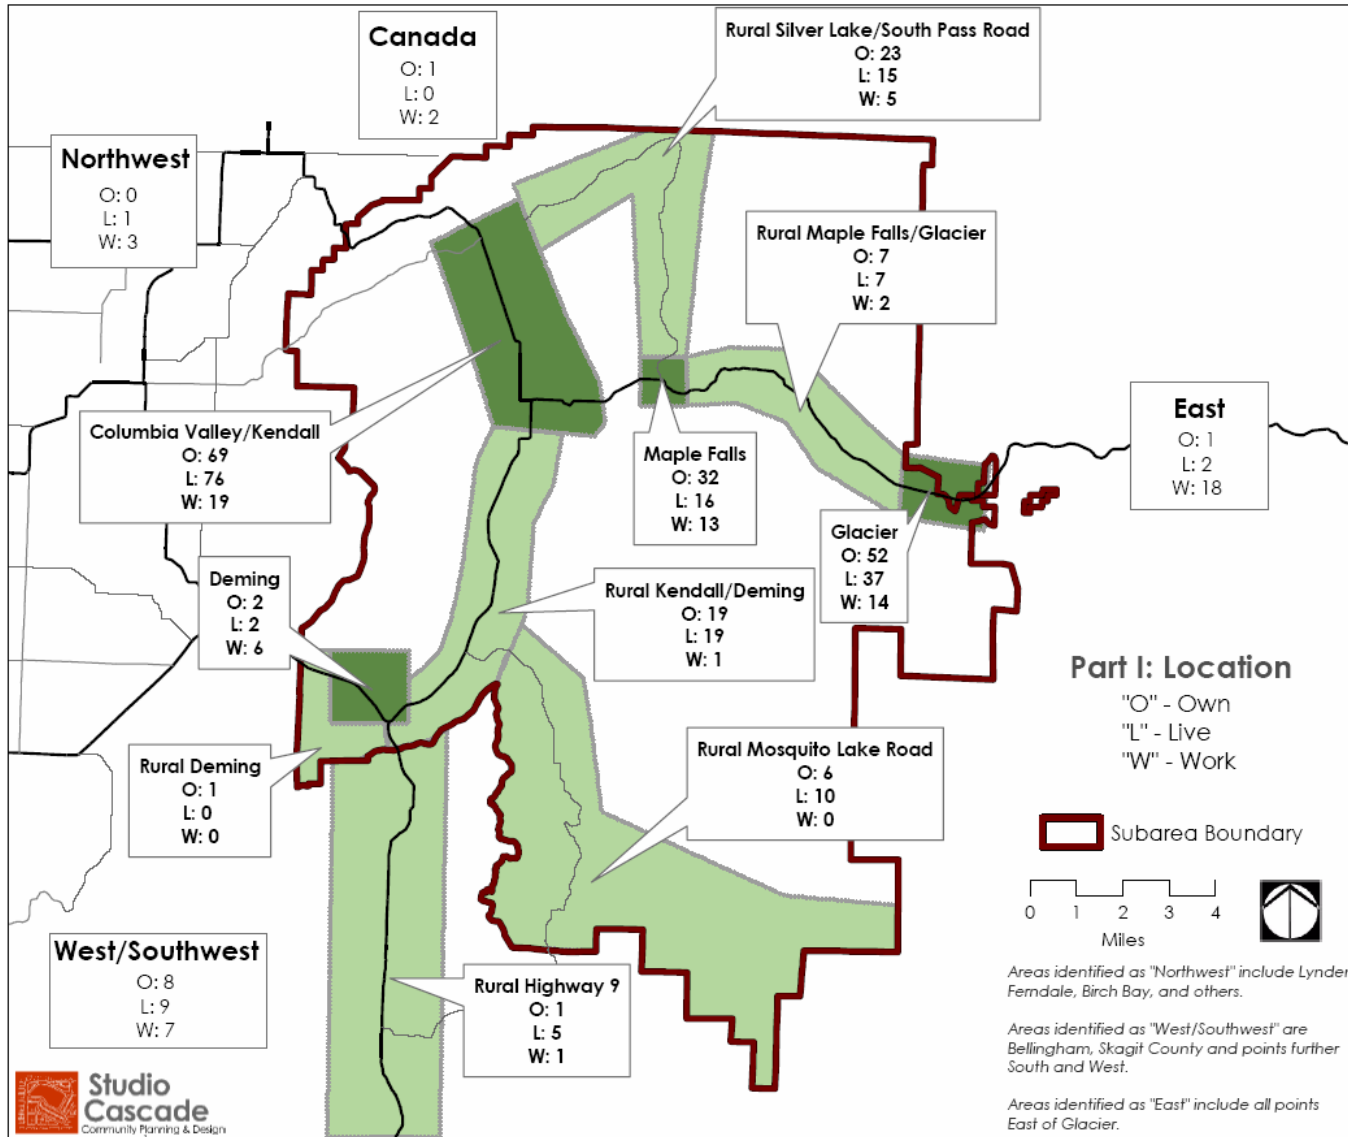 Canada
O: 1
L: 0
W: 2
Rural Silver Lake/South Pass Road
O: 23
L: 15
W: 5
Northwest
O: 0
L: 1
W: 3
Rural Maple Falls/Glacier
O: 7
L: 7
W: 2
East
O: 1
L: 2
W: 18
Columbia Valley/Kendall
O: 69
L: 76
W: 19
Maple Falls
O: 32
L: 16
W: 13
Glacier
O: 52
L: 37
W: 14
Deming
O: 2
L: 2
W: 6
Rural Kendall/Deming
O: 19
L: 19
W: 1
Part I: Location
"O" - Own
"L" - Live
"W" - Work
Rural Deming
O: 1
L: 0
W: 0
Rural Mosquito Lake Road
O: 6
L: 10
W: 0
Subarea Boundary
0 1 2 3 4
Miles
West/Southwest
O: 8
L: 9
W: 7
Rural Highway 9
O: 1
L: 5
W: 1
Areas identified as "Northwest" include Lynden
Ferndale, Birch Bay, and others.
Areas identified as "West/Southwest" are
Bellingham, Skagit County and points further
South and West.
Areas identified as "East" include all points
East of Glacier.
Studio
Cascade
Community Planning & Design